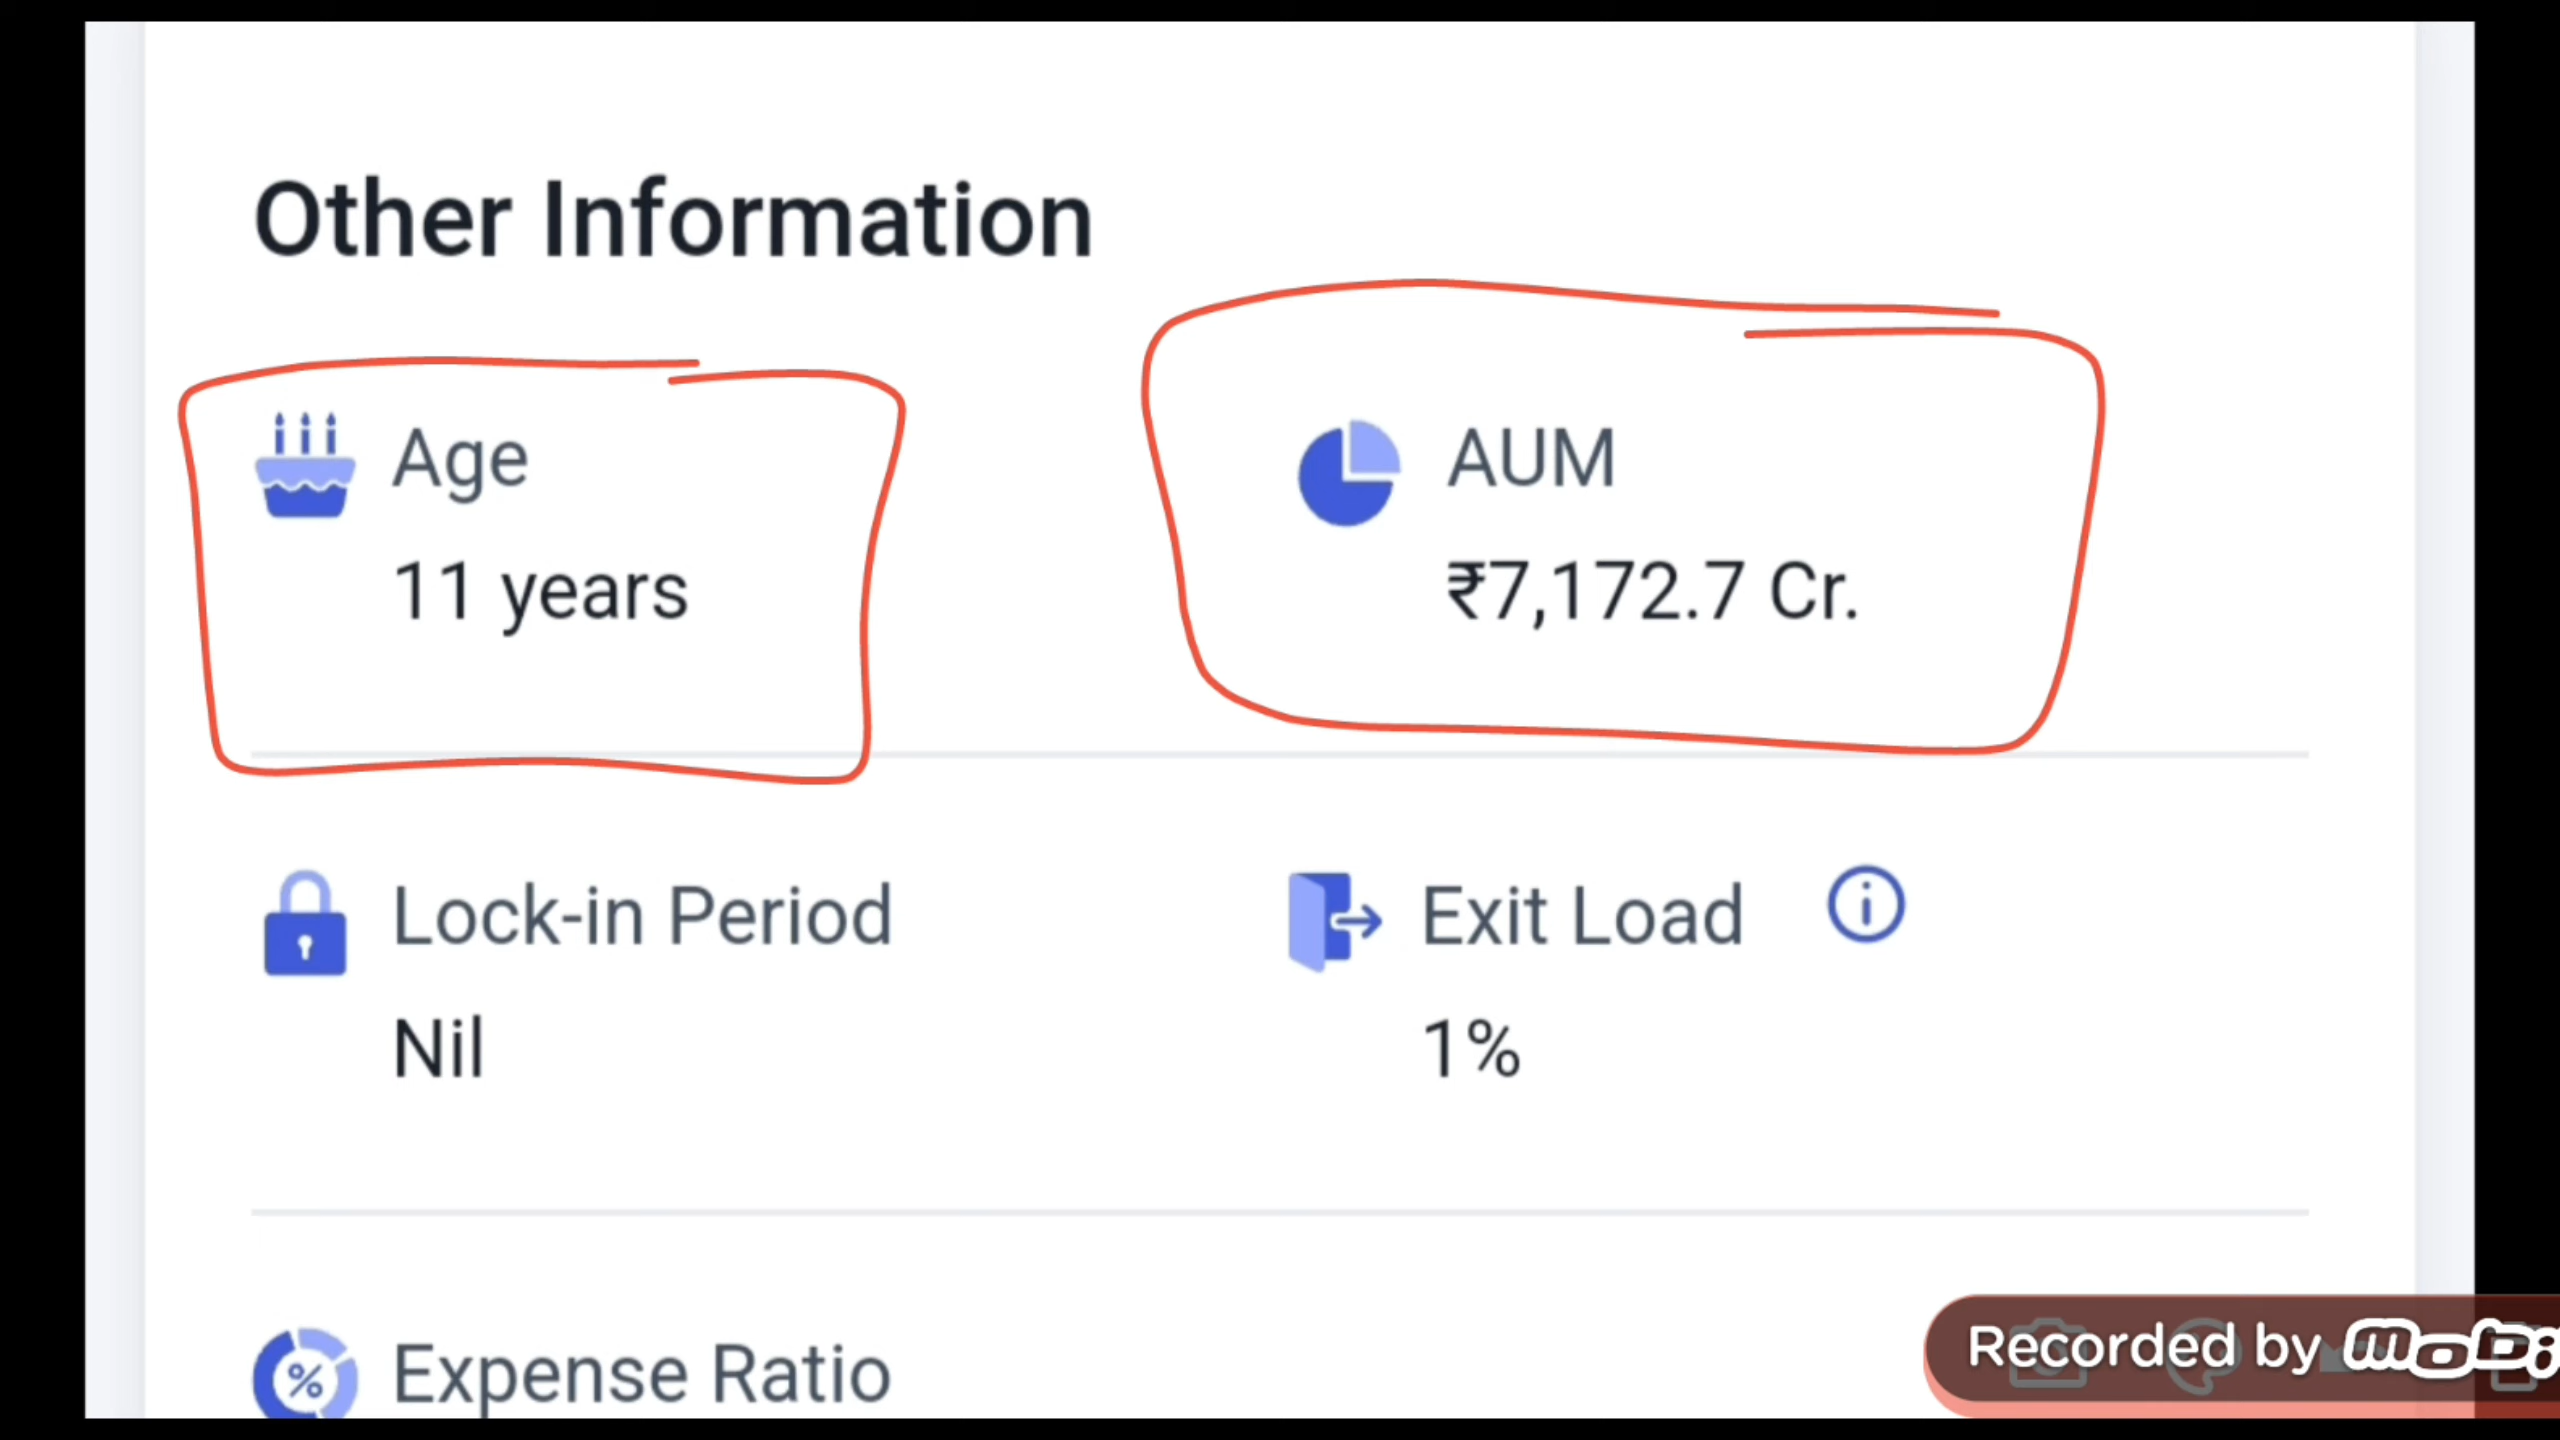 Other Information
Age
11 years
AUM
₹7,172.7 Cr.
Lock-in Period
Nil
Exit Load
1%
Expense Ratio
Recorded by